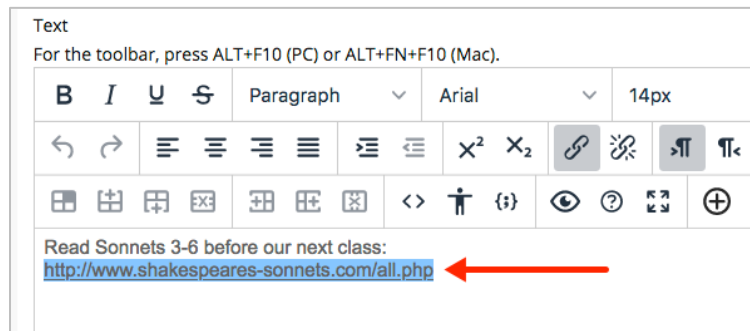 Text
For the toolbar, press ALT+F10 (PC) or ALT+FN+F10 (Mac).
B I U S Paragraph Arial 14px
X² X₂ ¶ ¶
Read Sonnets 3-6 before our next class:
http://www.shakespeares-sonnets.com/all.php